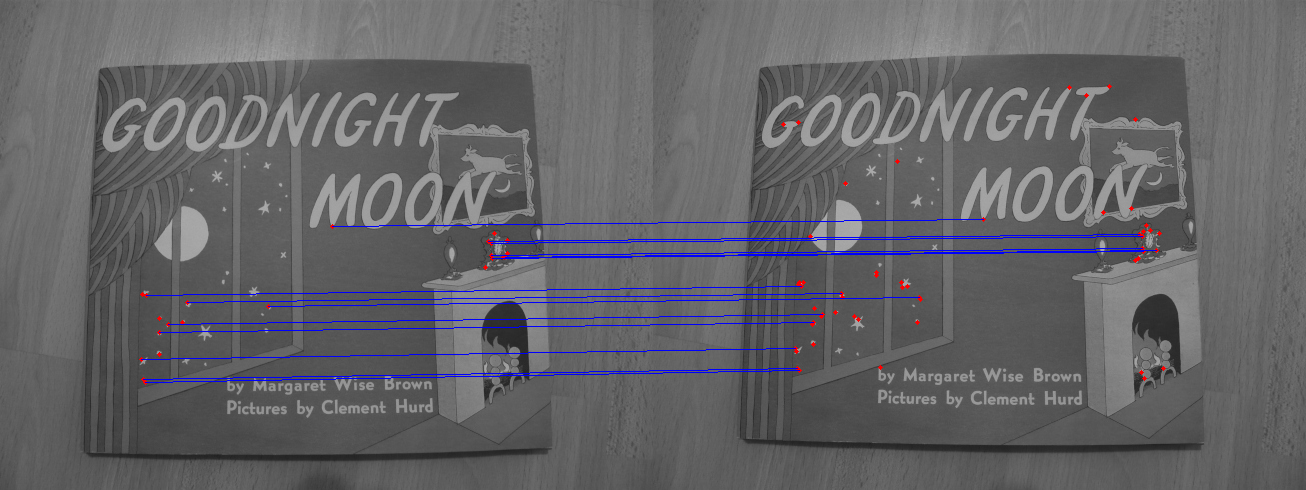 GOODNIGHT
MOON
by Margaret Wise Brown
Pictures by Clement Hurd
GOODNIGHT
MOON
by Margaret Wise Brown
Pictures by Clement Hurd